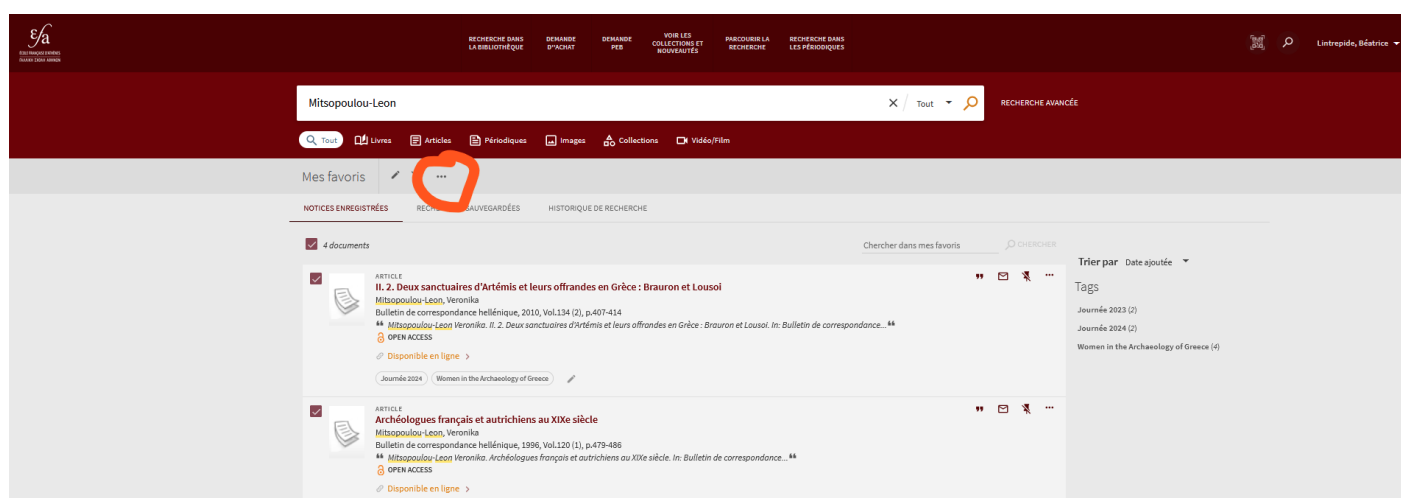 εfa
ÉCOLE FRANÇAISE D'ATHÈNES
RECHERCHE DANS LA BIBLIOTHÈQUE
DEMANDE D''ACHAT
DEMANDE PEB
VOIR LES COLLECTIONS ET NOUVEAUTÉS
PARCOURIR LA RECHERCHE
RECHERCHE DANS LES PÉRIODIQUES
Lintrepide, Béatrice
Mitsopoulou-Leon
Tout
RECHERCHE AVANCÉE
Tout Livres Articles Périodiques Images Collections Vidéo/Film
Mes favoris
NOTICES ENREGISTRÉES SAUVEGARDÉES HISTORIQUE DE RECHERCHE
4 documents
Chercher dans mes favoris CHERCHER
Trier par Date ajoutée
Tags
Journée 2023 (2)
Journée 2024 (2)
Women in the Archaeology of Greece (4)
ARTICLE
II. 2. Deux sanctuaires d'Artémis et leurs offrandes en Grèce : Brauron et Lousoi
Mitsopoulou-Leon, Veronika
Bulletin de correspondance hellénique, 2010, Vol.134 (2), p.407-414
❝ Mitsopoulou-Leon Veronika. II. 2. Deux sanctuaires d'Artémis et leurs offrandes en Grèce : Brauron et Lousoi. In: Bulletin de correspondance... ❝
OPEN ACCESS
Disponible en ligne
Journée 2024 Women in the Archaeology of Greece
ARTICLE
Archéologues français et autrichiens au XIXe siècle
Mitsopoulou-Leon, Veronika
Bulletin de correspondance hellénique, 1996, Vol.120 (1), p.479-486
❝ Mitsopoulou-Leon Veronika. Archéologues français et autrichiens au XIXe siècle. In: Bulletin de correspondance... ❝
OPEN ACCESS
Disponible en ligne